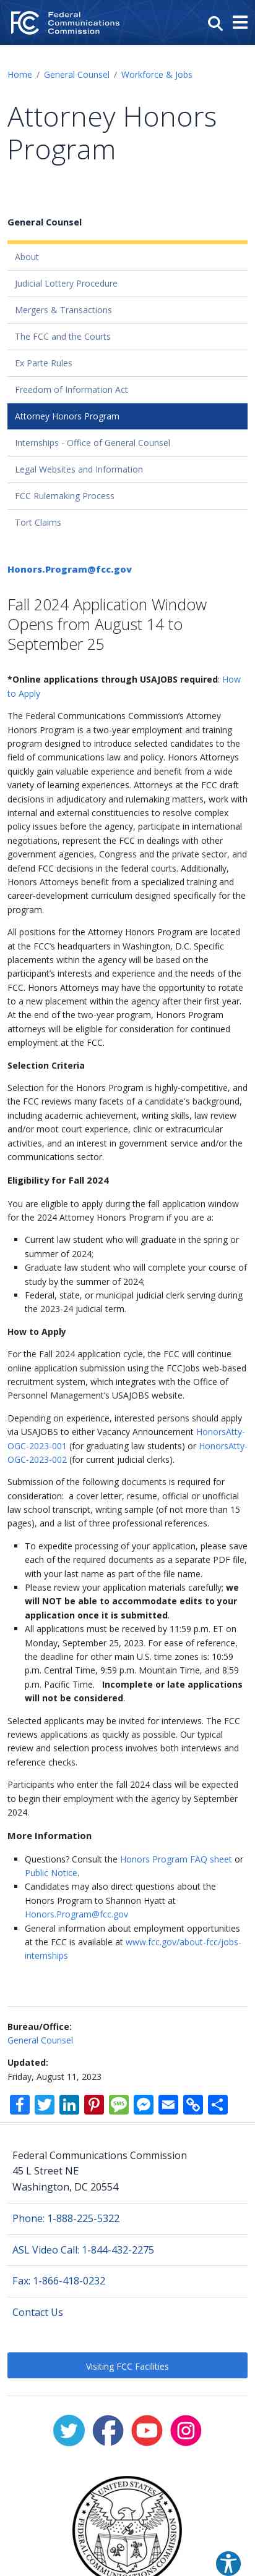 Federal
Communications
Commission
Home / General Counsel / Workforce & Jobs
Attorney Honors
Program
General Counsel
About
Judicial Lottery Procedure
Mergers & Transactions
The FCC and the Courts
Ex Parte Rules
Freedom of Information Act
Attorney Honors Program
Internships - Office of General Counsel
Legal Websites and Information
FCC Rulemaking Process
Tort Claims
Honors.Program@fcc.gov
Fall 2024 Application Window
Opens from August 14 to
September 25
*Online applications through USAJOBS required: How
to Apply
The Federal Communications Commission's Attorney
Honors Program is a two-year employment and training
program designed to introduce selected candidates to the
field of communications law and policy. Honors Attorneys
quickly gain valuable experience and benefit from a wide
variety of learning experiences. Attorneys at the FCC draft
decisions in adjudicatory and rulemaking matters, work with
internal and external constituencies to resolve complex
policy issues before the agency, participate in international
negotiations, represent the FCC in dealings with other
government agencies, Congress and the private sector, and
defend FCC decisions in the federal courts. Additionally,
Honors Attorneys benefit from a specialized training and
career-development curriculum designed specifically for the
program.
All positions for the Attorney Honors Program are located
at the FCC's headquarters in Washington, D.C. Specific
placements within the agency will be based on the
participant's interests and experience and the needs of the
FCC. Honors Attorneys may have the opportunity to rotate
to a new placement within the agency after their first year.
At the end of the two-year program, Honors Program
attorneys will be eligible for consideration for continued
employment at the FCC.
Selection Criteria
Selection for the Honors Program is highly-competitive, and
the FCC reviews many facets of a candidate's background,
including academic achievement, writing skills, law review
and/or moot court experience, clinic or extracurricular
activities, and an interest in government service and/or the
communications sector.
Eligibility for Fall 2024
You are eligible to apply during the fall application window
for the 2024 Attorney Honors Program if you are a:
Current law student who will graduate in the spring or
summer of 2024;
Graduate law student who will complete your course of
study by the summer of 2024;
Federal, state, or municipal judicial clerk serving during
the 2023-24 judicial term.
How to Apply
For the Fall 2024 application cycle, the FCC will continue
online application submission using the FCCJobs web-based
recruitment system, which integrates with the Office of
Personnel Management's USAJOBS website.
Depending on experience, interested persons should apply
via USAJOBS to either Vacancy Announcement HonorsAtty-
OGC-2023-001 (for graduating law students) or HonorsAtty-
OGC-2023-002 (for current judicial clerks).
Submission of the following documents is required for
consideration:  a cover letter, resume, official or unofficial
law school transcript, writing sample (of not more than 15
pages), and a list of three professional references.
To expedite processing of your application, please save
each of the required documents as a separate PDF file,
with your last name as part of the file name.
Please review your application materials carefully; we
will NOT be able to accommodate edits to your
application once it is submitted.
All applications must be received by 11:59 p.m. ET on
Monday, September 25, 2023. For ease of reference,
the deadline for other main U.S. time zones is: 10:59
p.m. Central Time, 9:59 p.m. Mountain Time, and 8:59
p.m. Pacific Time.   Incomplete or late applications
will not be considered.
Selected applicants may be invited for interviews. The FCC
reviews applications as quickly as possible. Our typical
review and selection process involves both interviews and
reference checks.
Participants who enter the fall 2024 class will be expected
to begin their employment with the agency by September
2024.
More Information
Questions? Consult the Honors Program FAQ sheet or
Public Notice.
Candidates may also direct questions about the
Honors Program to Shannon Hyatt at
Honors.Program@fcc.gov
General information about employment opportunities
at the FCC is available at www.fcc.gov/about-fcc/jobs-
internships
Bureau/Office:
General Counsel
Updated:
Friday, August 11, 2023
Federal Communications Commission
45 L Street NE
Washington, DC 20554
Phone: 1-888-225-5322
ASL Video Call: 1-844-432-2275
Fax: 1-866-418-0232
Contact Us
Visiting FCC Facilities